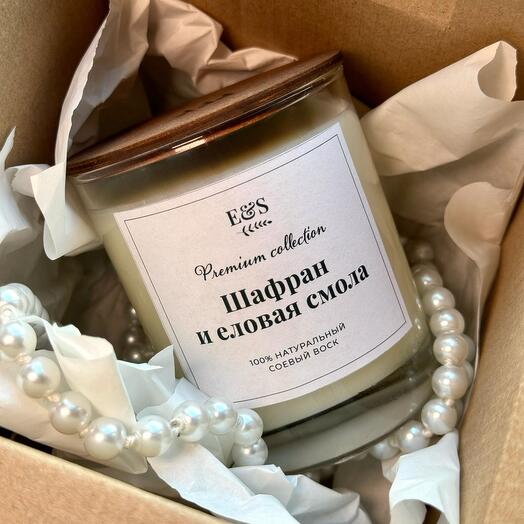 E&S
Premium collection
Шафран
и еловая смола
100% НАТУРАЛЬНЫЙ
СОЕВЫЙ ВОСК